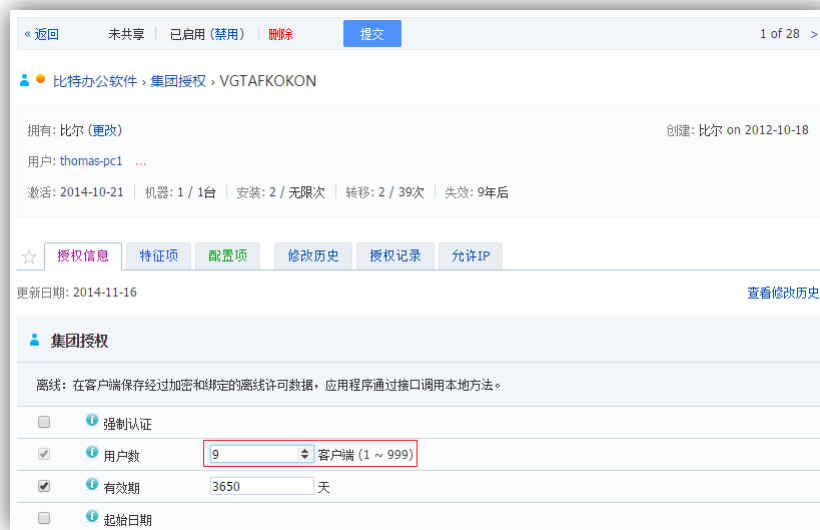 « 返回 未共享 已启用 (禁用) 删除 提交 1 of 28 >
比特办公软件 › 集团授权 › VGTAFKOKON
拥有: 比尔 (更改) 创建: 比尔 on 2012-10-18
用户: thomas-pc1 ...
激活: 2014-10-21 机器: 1 / 1台 安装: 2 / 无限次 转移: 2 / 39次 失效: 9年后
授权信息 特征项 配置项 修改历史 授权记录 允许IP
更新日期: 2014-11-16 查看修改历史
集团授权
离线: 在客户端保存经过加密和绑定的离线许可数据，应用程序通过接口调用本地方法。
强制认证
用户数 9 客户端 (1 ~ 999)
有效期 3650 天
起始日期